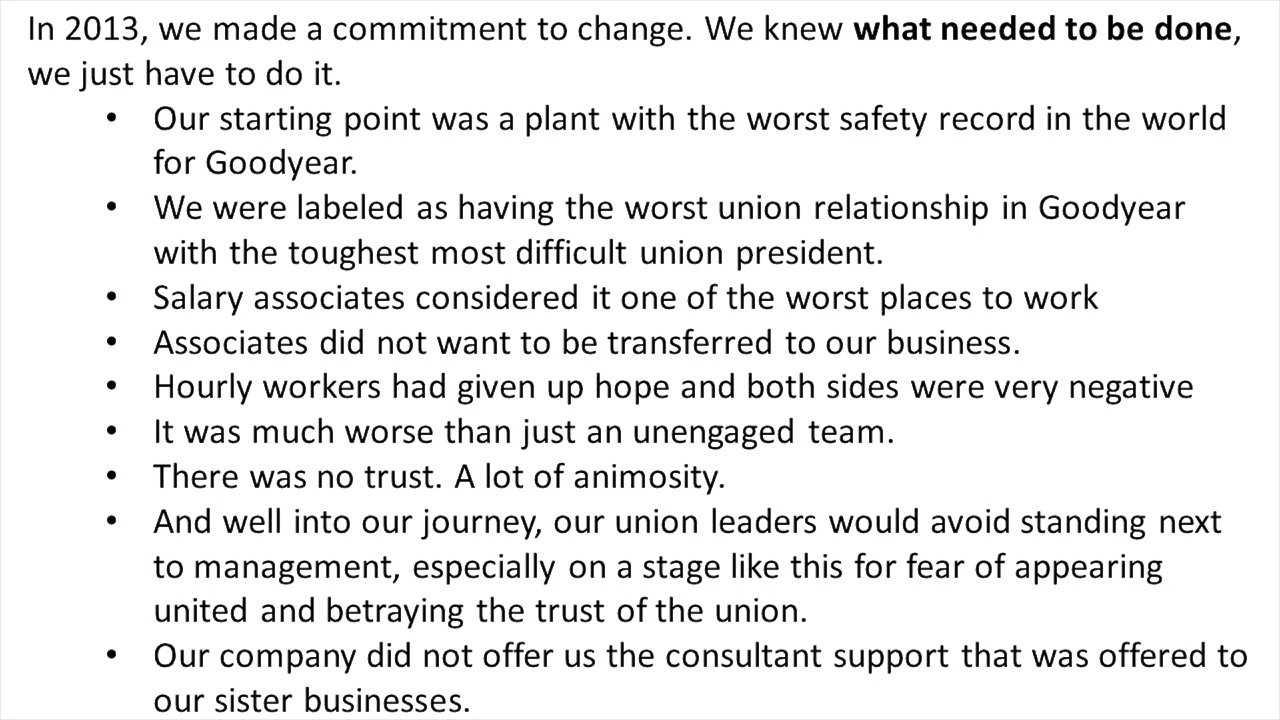 In 2013, we made a commitment to change. We knew what needed to be done,
we just have to do it.
• Our starting point was a plant with the worst safety record in the world
for Goodyear.
• We were labeled as having the worst union relationship in Goodyear
with the toughest most difficult union president.
• Salary associates considered it one of the worst places to work
• Associates did not want to be transferred to our business.
• Hourly workers had given up hope and both sides were very negative
• It was much worse than just an unengaged team.
• There was no trust. A lot of animosity.
• And well into our journey, our union leaders would avoid standing next
to management, especially on a stage like this for fear of appearing
united and betraying the trust of the union.
• Our company did not offer us the consultant support that was offered to
our sister businesses.